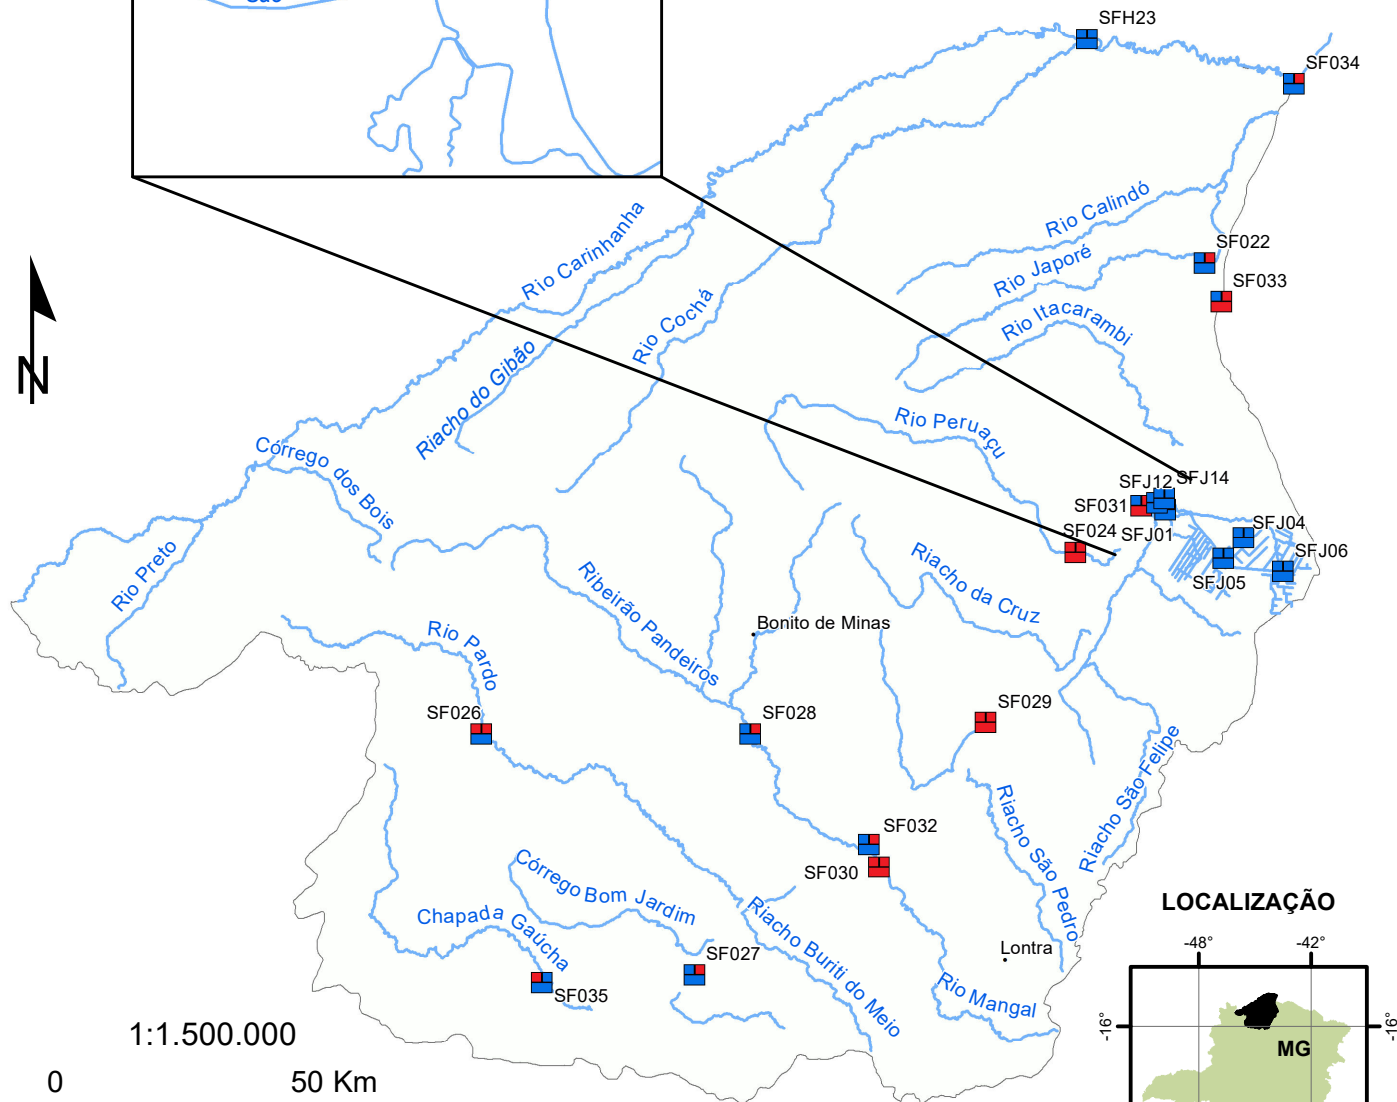 São
SFH23
SF034
Rio Calindó
Rio Carinhanha
SF022
Rio Japoré
SF033
Rio Cochá
Rio Itacarambi
N
Riacho do Gibão
Rio Peruaçu
Córrego dos Bois
SFJ12
SFJ14
SF031
SF024
SFJ01
SFJ04
SFJ06
SFJ05
Rio Preto
Riacho da Cruz
Ribeirão Pandeiros
Bonito de Minas
Rio Pardo
SF026
SF028
SF029
Riacho São Felipe
SF032
SF030
Riacho São Pedro
Córrego Bom Jardim
Chapada Gaúcha
Riacho Buriti do Meio
SF027
SF035
Lontra
Rio Mangal
LOCALIZAÇÃO
-48°
-42°
-16°
-16°
MG
1:1.500.000
0
50 Km